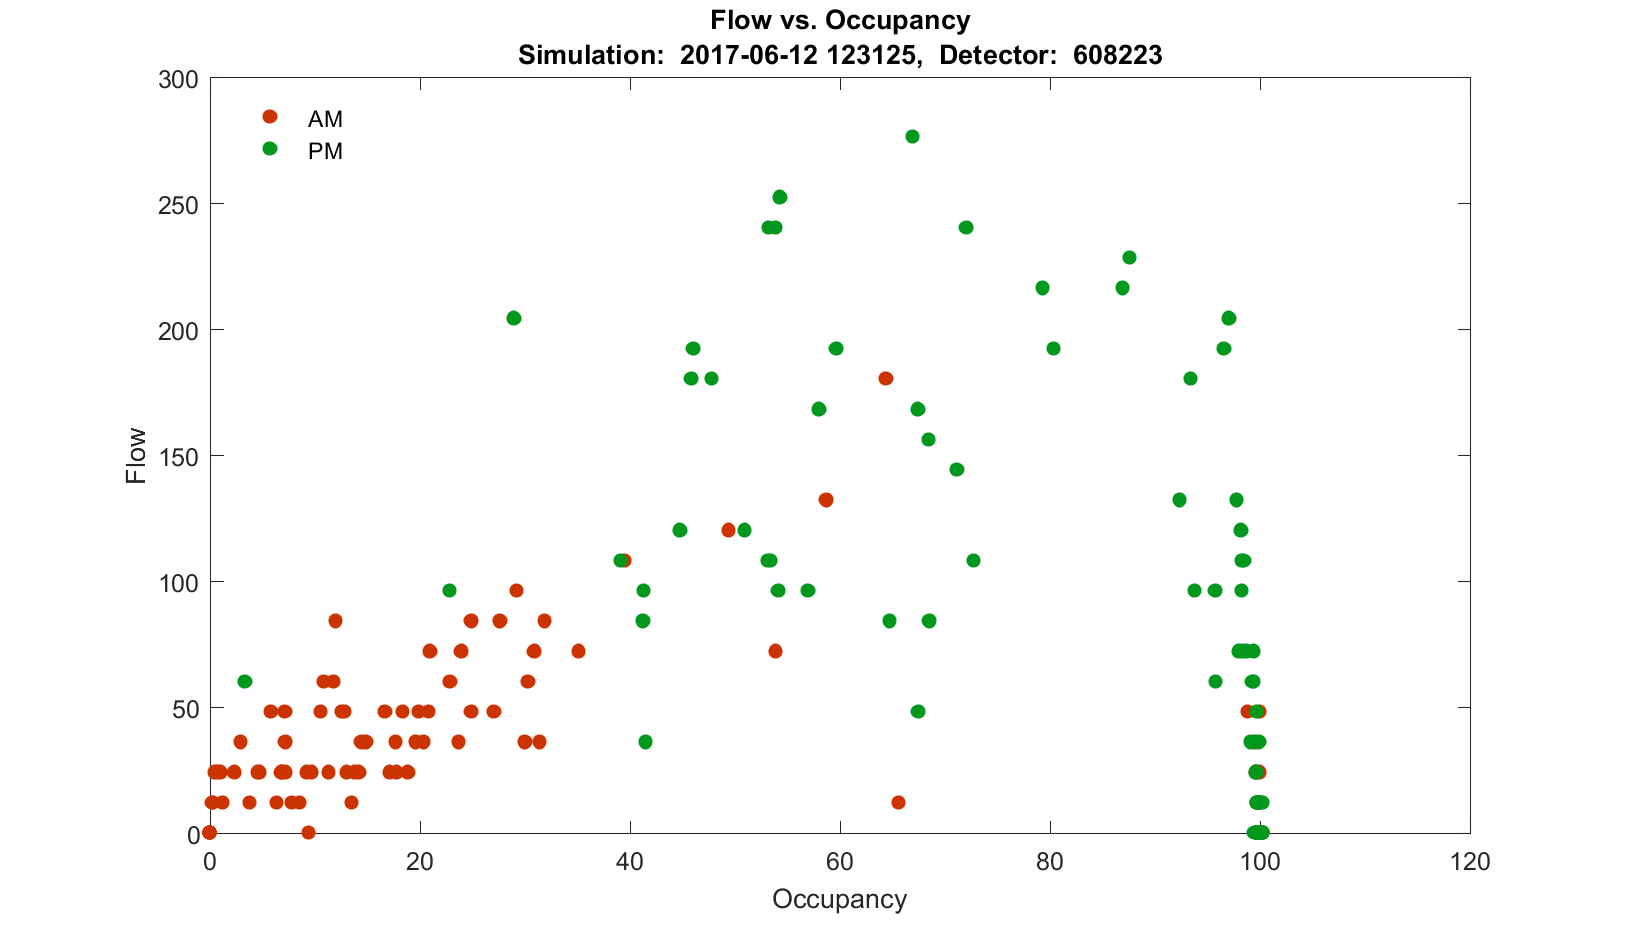 Flow vs. Occupancy
Simulation:  2017-06-12 123125,  Detector:  608223
300
AM
PM
250
200
150
Flow
100
50
0
0 20 40 60 80 100 120
Occupancy